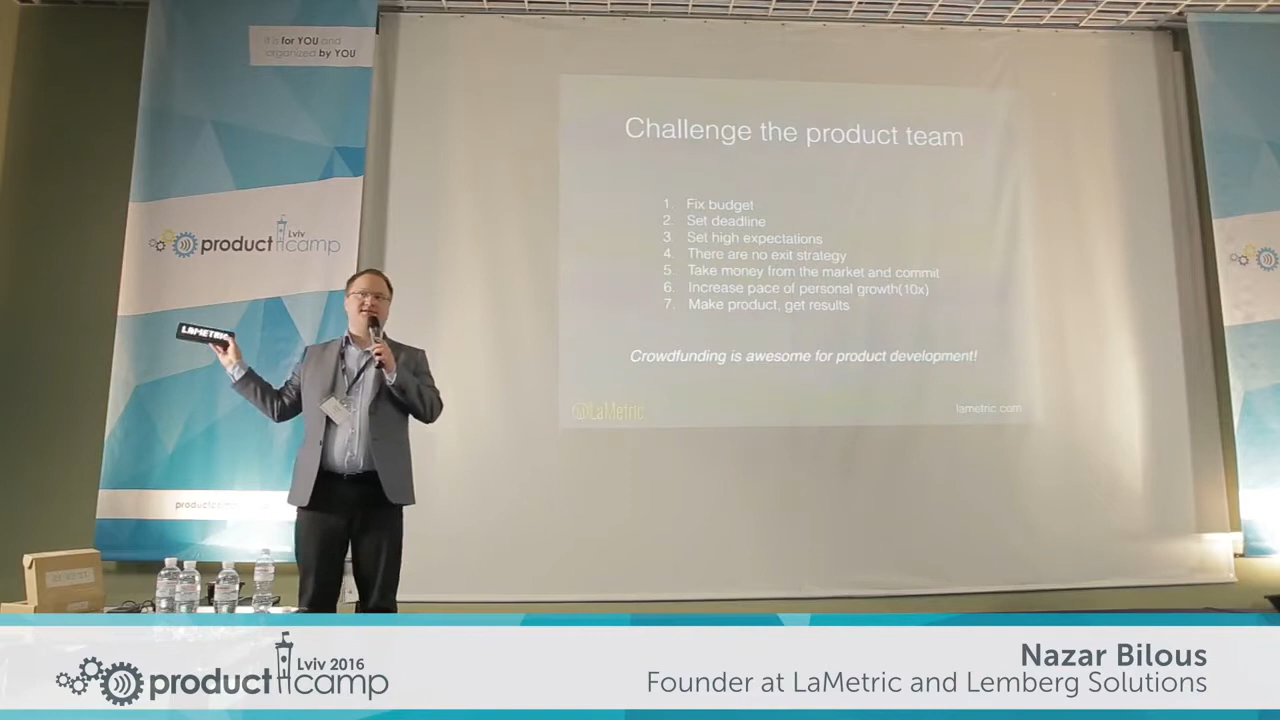 it is for YOU and
organized by YOU
Lviv
productcamp
LAMETRIC
Challenge the product team
1. Fix budget
2. Set deadline
3. Set high expectations
4. There are no exit strategy
5. Take money from the market and commit
6. Increase pace of personal growth(10x)
7. Make product, get results
Crowdfunding is awesome for product development!
@LaMetric
lametric.com
Lviv 2016
productcamp
Nazar Bilous
Founder at LaMetric and Lemberg Solutions